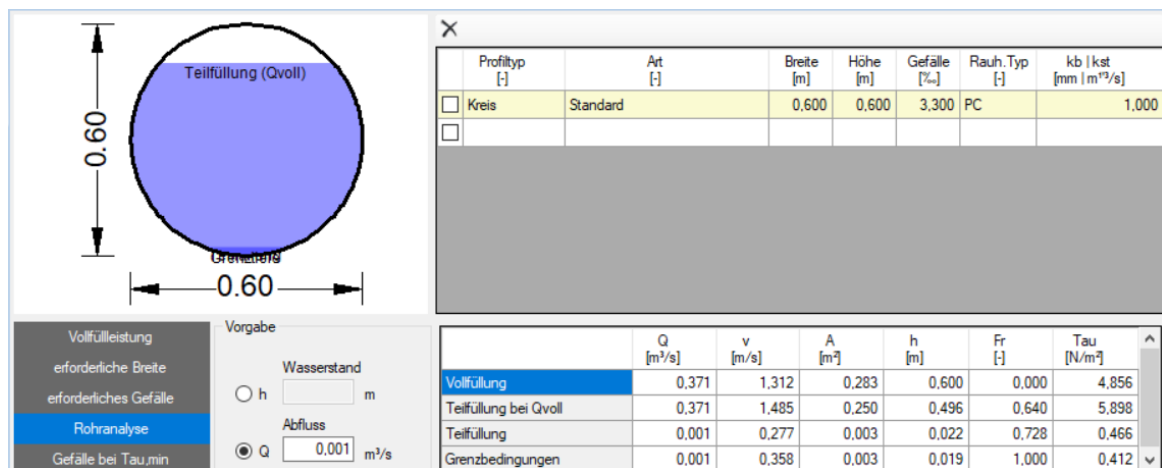 Teilfüllung (Qvoll)
0.60
0.60
Profiltyp [-] Art [-] Breite [m] Höhe [m] Gefälle [‰] Rauh.Typ [-] kb | kst [mm | m¹/³/s]
Kreis Standard 0,600 0,600 3,300 PC 1,000
Vollfülleistung
erforderliche Breite
erforderliches Gefälle
Rohranalyse
Gefälle bei Tau,min
Vorgabe
Wasserstand
h m
Abfluss
Q 0,001 m³/s
Q [m³/s] v [m/s] A [m²] h [m] Fr [-] Tau [N/m²]
Vollfüllung 0,371 1,312 0,283 0,600 0,000 4,856
Teilfüllung bei Qvoll 0,371 1,485 0,250 0,496 0,640 5,898
Teilfüllung 0,001 0,277 0,003 0,022 0,728 0,466
Grenzbedingungen 0,001 0,358 0,003 0,019 1,000 0,412